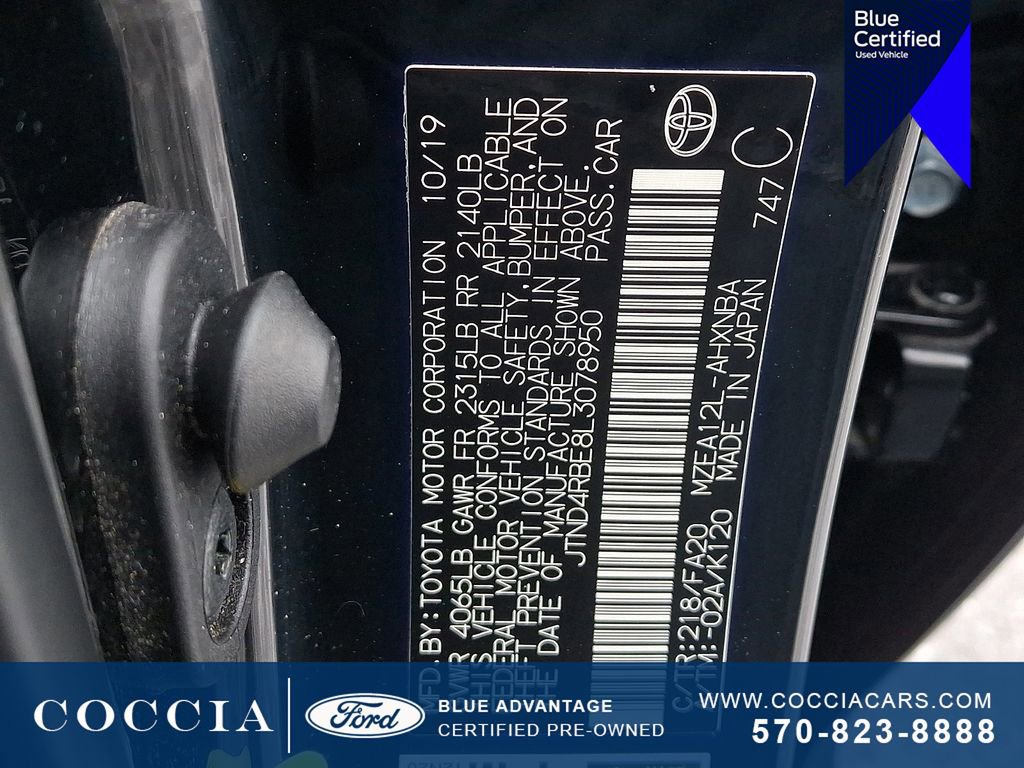 Blue
Certified
Used Vehicle
MFD. BY: TOYOTA MOTOR CORPORATION 10/19
GVWR 4065LB GAWR FR 2315LB RR 2140LB
THIS VEHICLE CONFORMS TO ALL APPLICABLE
FEDERAL MOTOR VEHICLE SAFETY, BUMPER, AND
THEFT PREVENTION STANDARDS IN EFFECT ON
THE DATE OF MANUFACTURE SHOWN ABOVE.
JTND4RBE8L3078950 PASS. CAR
C/TR:218/FA20 MZEA12L-AHXNBA 747 C
A/TM:-02A/K120 MADE IN JAPAN
COCCIA
Ford
BLUE ADVANTAGE
CERTIFIED PRE-OWNED
WWW.COCCIACARS.COM
570-823-8888